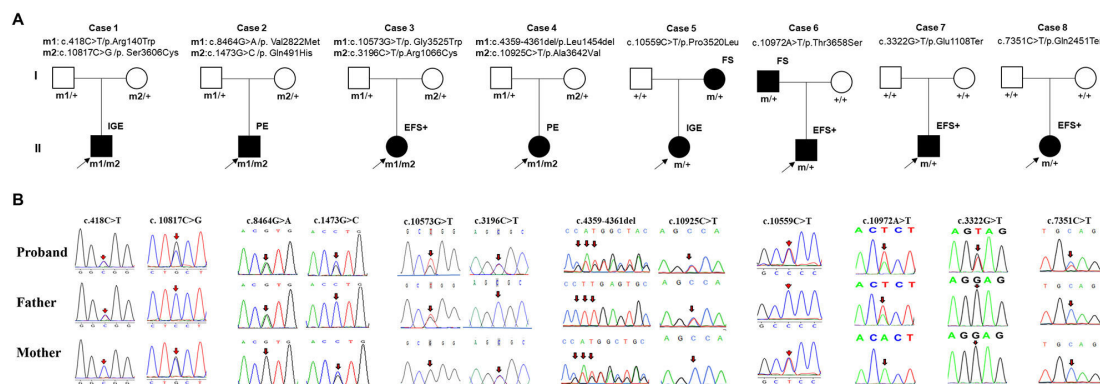 A
Case 1 Case 2 Case 3 Case 4 Case 5 Case 6 Case 7 Case 8
m1: c.418C>T/p.Arg140Trp m1:c.8464G>A/p. Val2822Met m1:c.10573G>T/p. Gly3525Trp m1:c.4359-4361del/p.Leu1454del c.10559C>T/p.Pro3520Leu c.10972A>T/p.Thr3658Ser c.3322G>T/p.Glu1108Ter c.7351C>T/p.Gln2451Ter
m2:c.10817C>G/p. Ser3606Cys m2:c.1473G>C /p. Gln491His m2:c.3196C>T/p.Arg1066Cys m2:c.10925C>T/p.Ala3642Val
FS FS
I
m1/+ m2/+ m1/+ m2/+ m1/+ m2/+ m1/+ m2/+ +/+ m/+ m/+ +/+ +/+ +/+ +/+ +/+
IGE PE EFS+ PE IGE EFS+ EFS+ EFS+
II
m1/m2 m1/m2 m1/m2 m1/m2 m/+ m/+ m/+ m/+
B
c.418C>T c. 10817C>G c.8464G>A c.1473G>C c.10573G>T c.3196C>T c.4359-4361del c.10925C>T c.10559C>T c.10972A>T c.3322G>T c.7351C>T
A C G T G A C C T G C C A T G G C T A C A G C C A A C T C T A G T A G T G C A G
Proband
G G C G G C T G C T G C C C C
A C G T G A C C T G C C T T G A G T G C A G C C A A C T C T A G G A G T G C A G
Father
G G C G G C T C C T G C C C C
A C G T G A C C T G C C A T G G C T G C A G C C A A C A C T A G G A G T G C A G
Mother
G G C G G C T G C T G C T C C